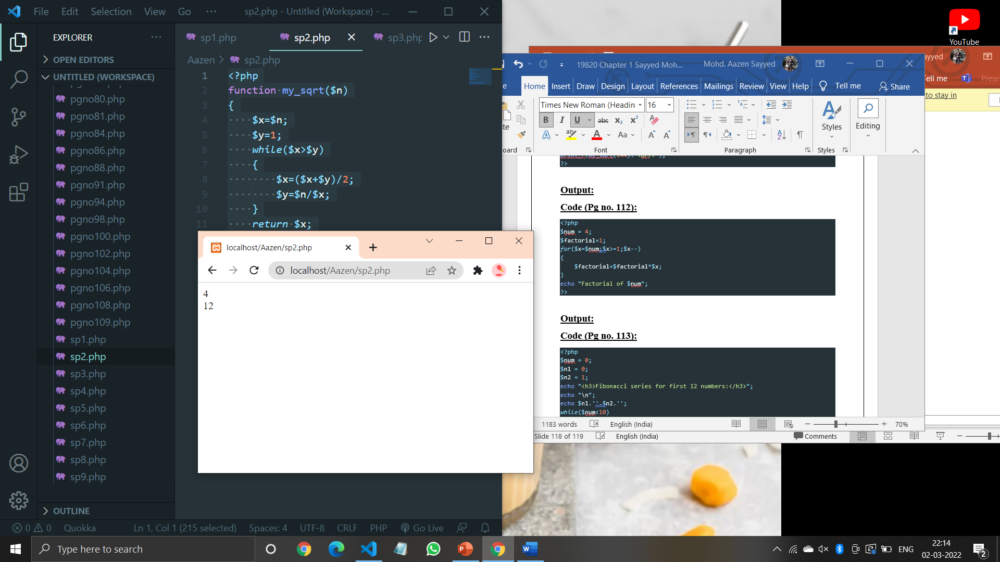 File Edit Selection View Go ··· sp2.php - Untitled (Workspace) - ...
EXPLORER
OPEN EDITORS
UNTITLED (WORKSPACE)
pgno80.php
pgno81.php
pgno84.php
pgno86.php
pgno88.php
pgno91.php
pgno94.php
pgno98.php
pgno100.php
pgno102.php
pgno104.php
pgno106.php
pgno108.php
pgno109.php
sp1.php
sp2.php
sp3.php
sp4.php
sp5.php
sp6.php
sp7.php
sp8.php
sp9.php
OUTLINE
sp1.php sp2.php sp3.php
Aazen > sp2.php
1 <?php
2 function my_sqrt($n)
3 {
4 $x=$n;
5 $y=1;
6 while($x>$y)
7 {
8 $x=($x+$y)/2;
9 $y=$n/$x;
10 }
11 return $x;
0 0 Quokka Ln 1, Col 1 (215 selected) Spaces: 4 UTF-8 CRLF PHP Go Live
localhost/Aazen/sp2.php
localhost/Aazen/sp2.php
4
12
YouTube
ayyed
Tell me Prese
to stay in
19820 Chapter 1 Sayyed Moh... Mohd. Aazen Sayyed
e Home Insert Draw Design Layout References Mailings Review View Help Tell me Share
Times New Roman (Headin 16
te
B I U abc x₂ x²
Aa
Styles
Editing
oard Font Paragraph Styles
?>
Output:
Code (Pg no. 112):
<?php
$num = 4;
$factorial=1;
for($x=$num;$x>=1;$x--)
{
$factorial=$factorial*$x;
}
echo "Factorial of $num";
?>
Output:
Code (Pg no. 113):
<?php
$num = 0;
$n1 = 0;
$n2 = 1;
echo "<h3>Fibonacci series for first 12 numbers:</h3>";
echo "\n";
echo $n1.' '.$n2.' ';
while($num<10)
1183 words English (India) 70%
Slide 118 of 119 English (India) Comments
Type here to search
ENG
22:14
02-03-2022
2